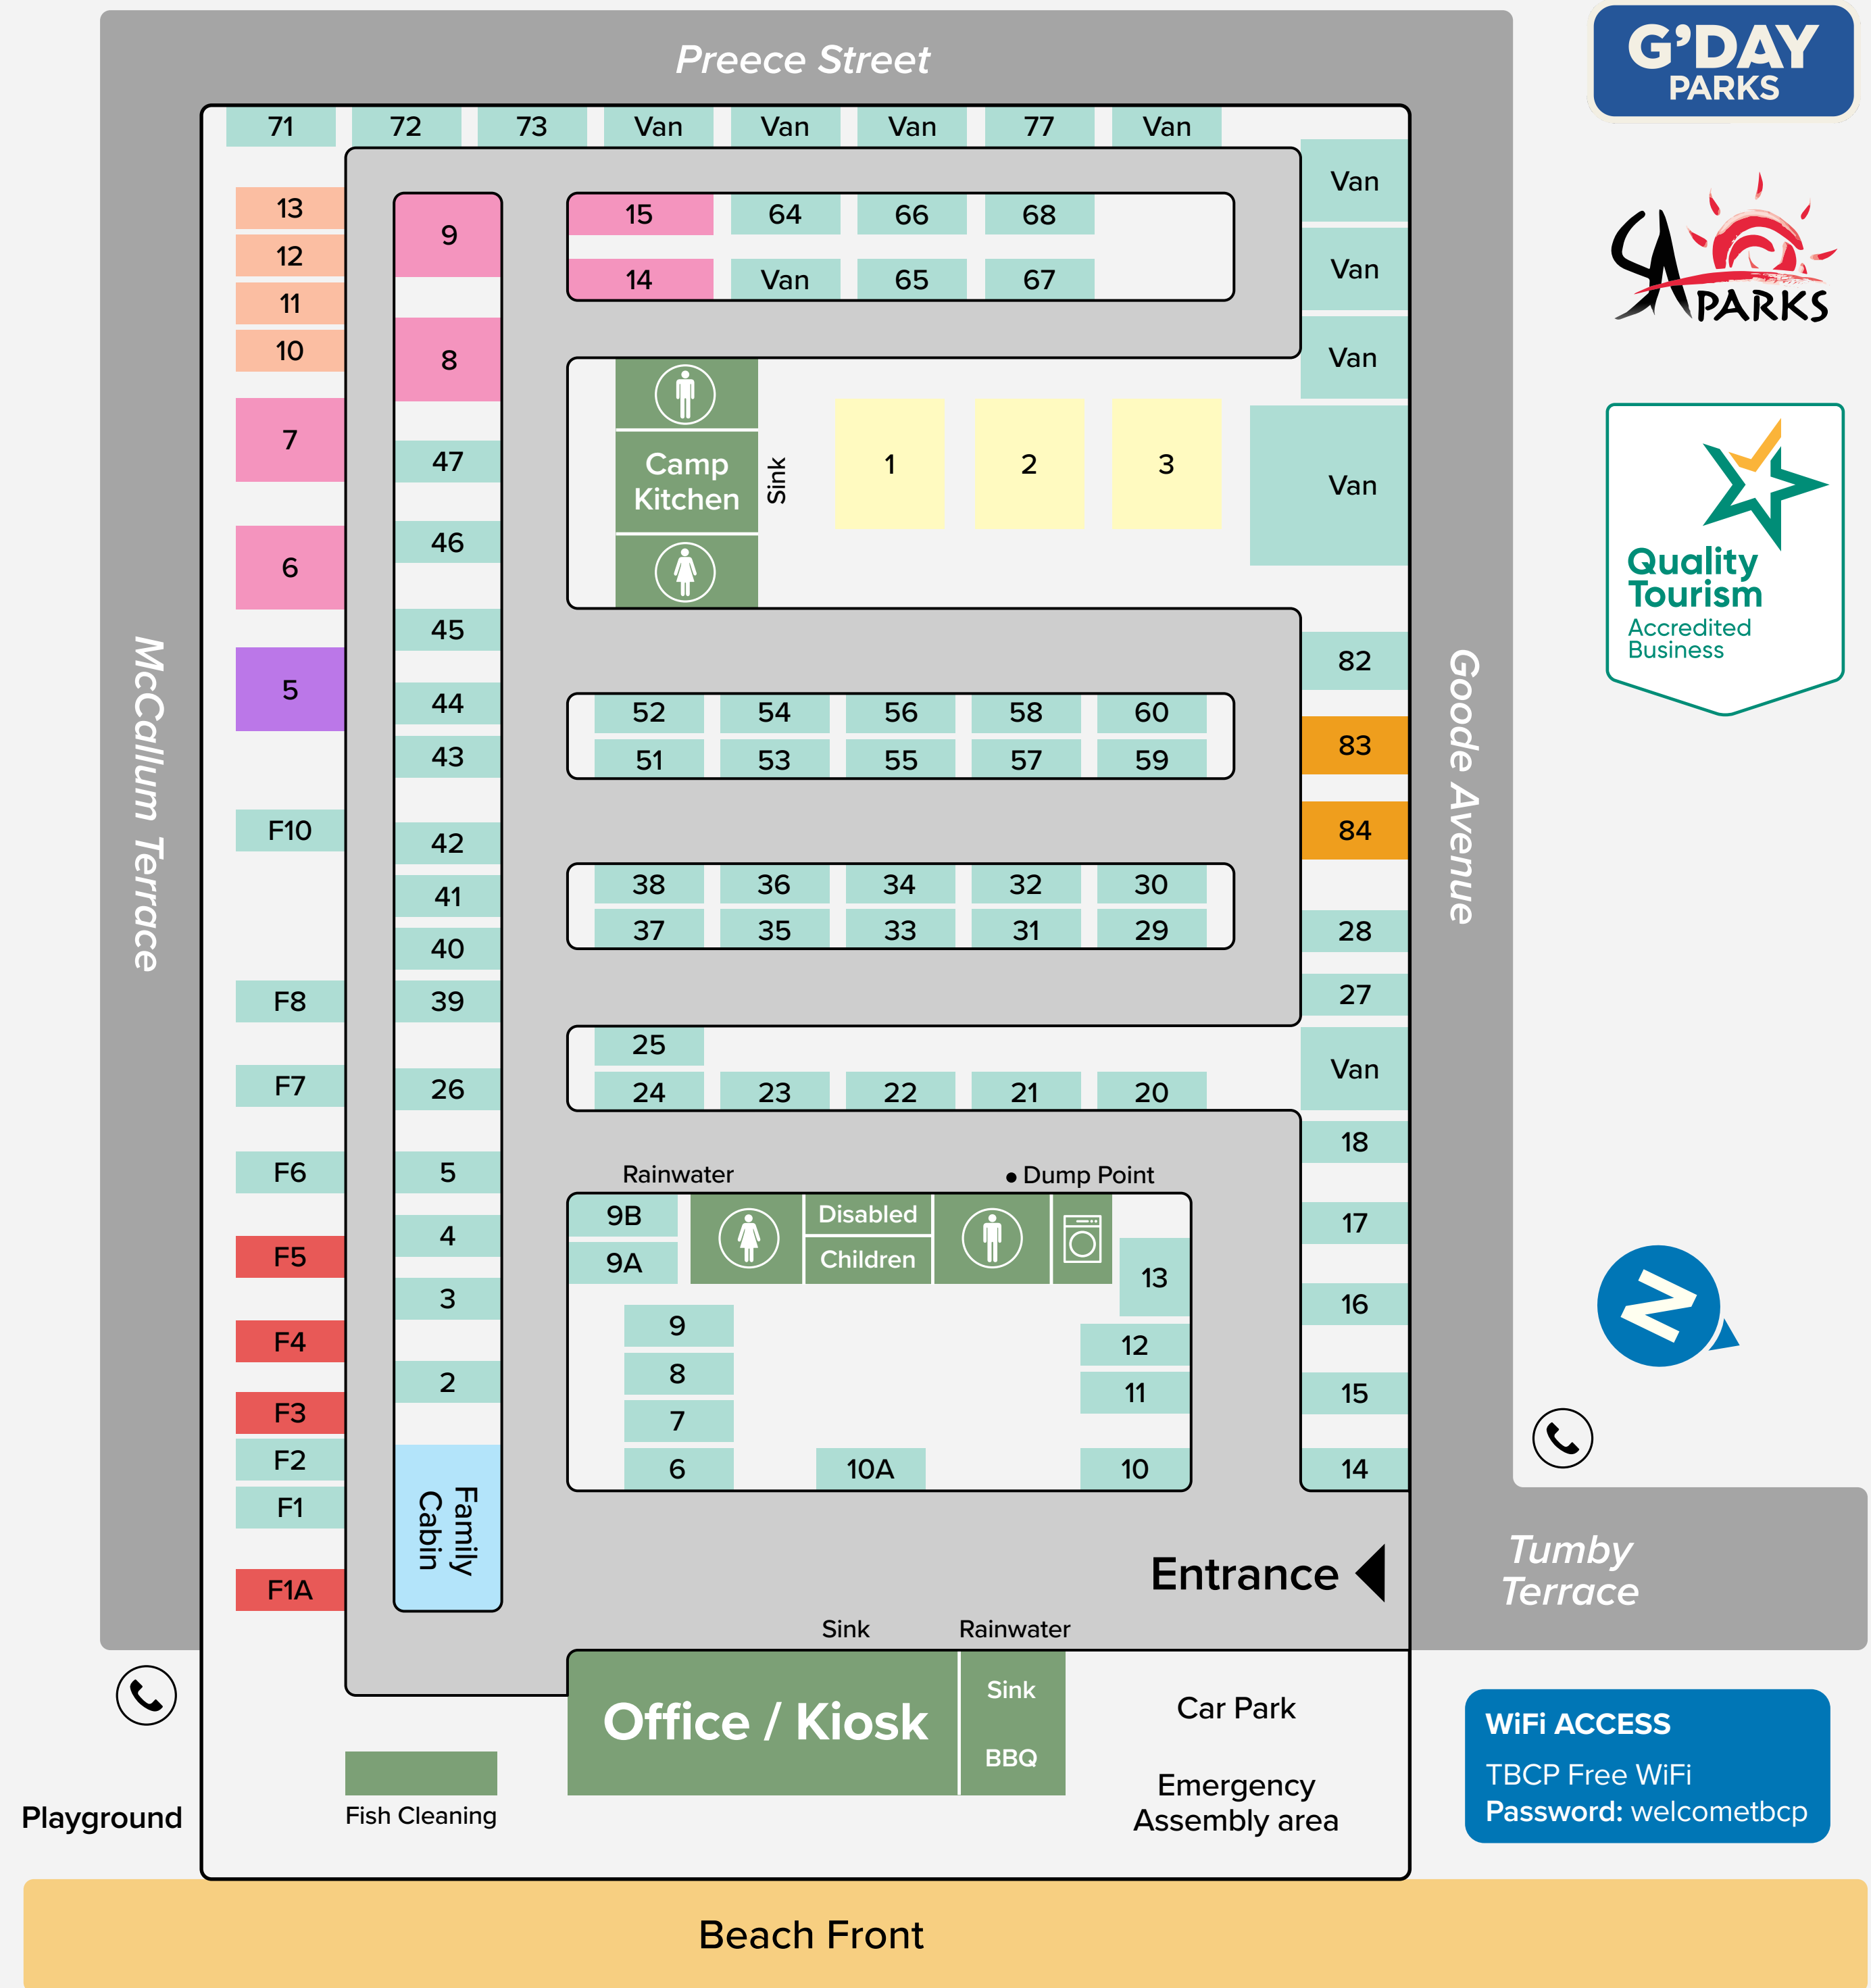 Preece Street
G'DAY
PARKS
71 72 73 Van Van Van 77 Van
Van
13
12
11
10
9
15 64 66 68
14 Van 65 67
Van
SA
PARKS
8
Van
7
47
Camp
Kitchen
Sink
1 2 3
Van
46
6
45
Quality
Tourism
Accredited
Business
82
5
44
43
52 54 56 58 60
51 53 55 57 59
83
McCallum Terrace
Goode Avenue
F10
42
84
41
38 36 34 32 30
37 35 33 31 29
28
40
F8
39
27
25
Van
F7
26
24 23 22 21 20
18
F6
5
Rainwater
Dump Point
9B
9A
Disabled
Children
17
4
F5
13
3
16
F4
9
12
2
8
11
15
F3
7
F2
6
10A
10
14
F1
Family
Cabin
F1A
Entrance
Tumby
Terrace
Z
Sink
Rainwater
Office / Kiosk
Sink
BBQ
Car Park
Emergency
Assembly area
Fish Cleaning
Playground
WiFi ACCESS
TBCP Free WiFi
Password: welcometbcp
Beach Front